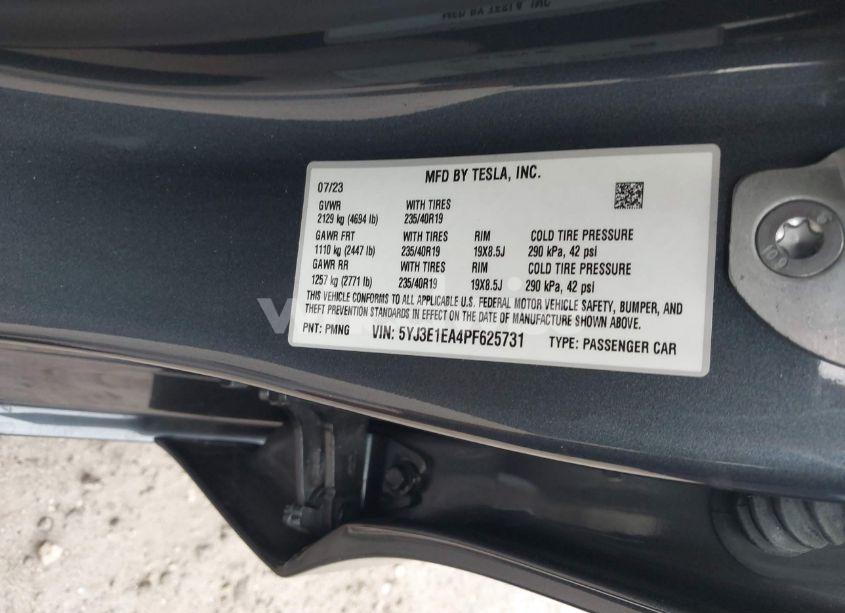 MFD BY TESLA, INC.
07/23
GVWR WITH TIRES
2129 kg (4694 lb) 235/40R19
GAWR FRT WITH TIRES RIM COLD TIRE PRESSURE
1110 kg (2447 lb) 235/40R19 19X8.5J 290 kPa, 42 psi
GAWR RR WITH TIRES RIM COLD TIRE PRESSURE
1257 kg (2771 lb) 235/40R19 19X8.5J 290 kPa, 42 psi
THIS VEHICLE CONFORMS TO ALL APPLICABLE U.S. FEDERAL MOTOR VEHICLE SAFETY, BUMPER, AND
THEFT PREVENTION STANDARDS IN EFFECT ON THE DATE OF MANUFACTURE SHOWN ABOVE.
PNT: PMNG VIN: 5YJ3E1EA4PF625731 TYPE: PASSENGER CAR